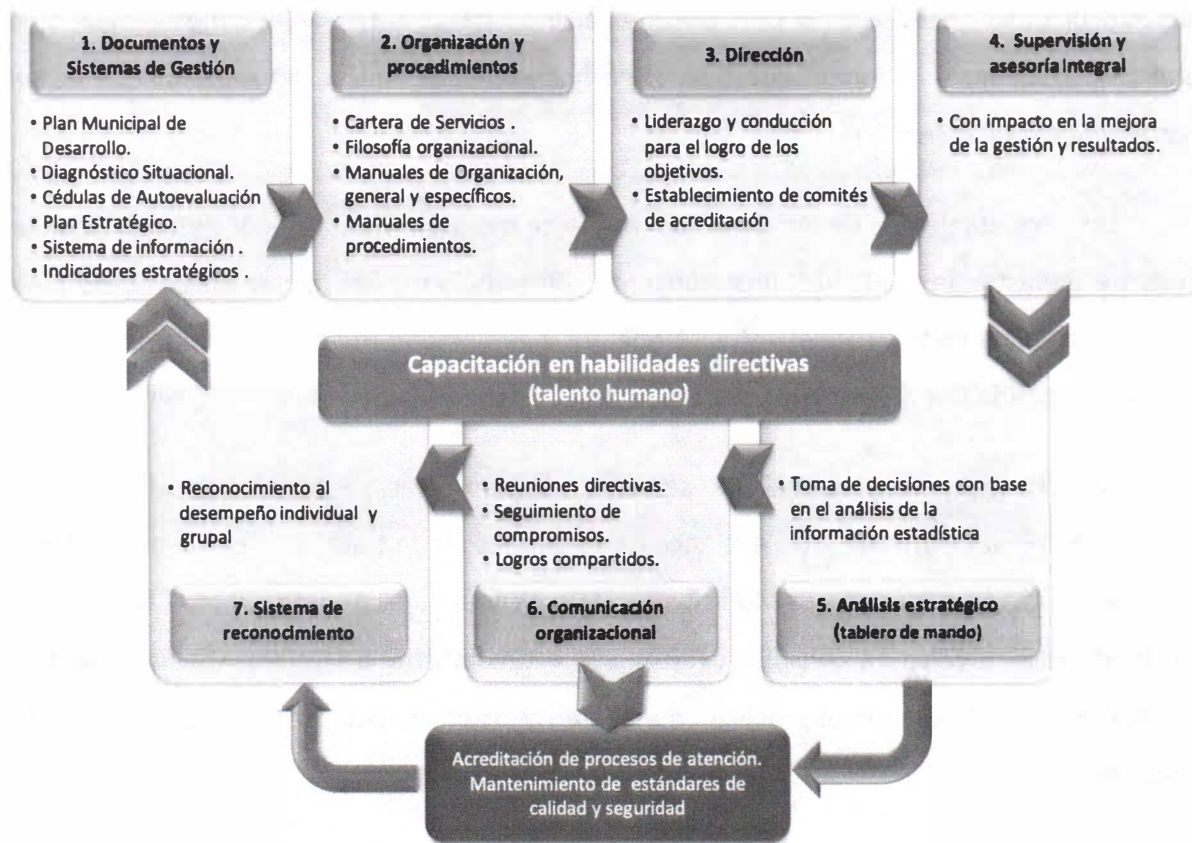 1. Documentos y
Sistemas de Gestión
• Plan Municipal de
Desarrollo.
• Diagnóstico Situacional.
• Cédulas de Autoevaluación
• Plan Estratégico.
• Sistema de información .
• Indicadores estratégicos .
2. Organización y
procedimientos
• Cartera de Servicios .
• Filosofía organizacional.
• Manuales de Organización,
general y específicos.
• Manuales de
procedimientos.
3. Dirección
• Liderazgo y conducción
para el logro de los
objetivos.
• Establecimiento de comités
de acreditación
4. Supervisión y
asesoría Integral
• Con impacto en la mejora
de la gestión y resultados.
Capacitación en habilidades directivas
(talento humano)
• Reconocimiento al
desempeño individual y
grupal
7. Sistema de
reconocimiento
• Reuniones directivas.
• Seguimiento de
compromisos.
• Logros compartidos.
6. Comunicación
organizacional
• Toma de decisiones con base
en el análisis de la
información estadística
5. Análisis estratégico
(tablero de mando)
Acreditación de procesos de atención.
Mantenimiento de estándares de
calidad y seguridad